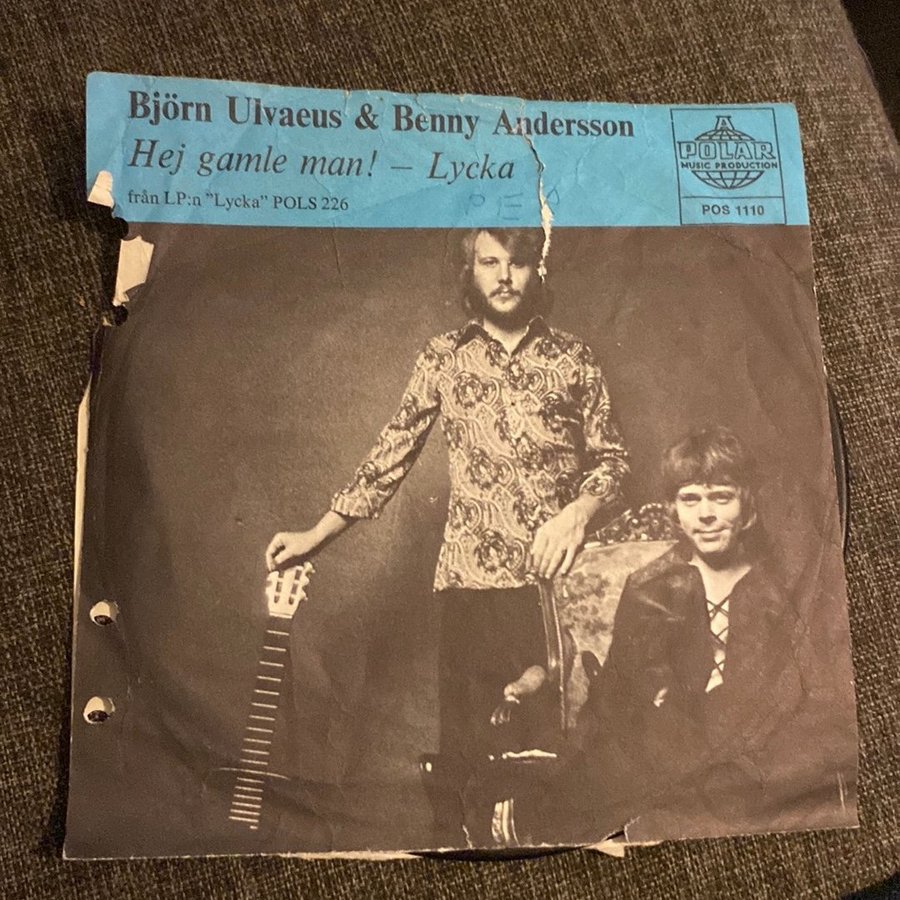 Björn Ulvaeus & Benny Andersson
Hej gamle man! – Lycka
från LP:n "Lycka" POLS 226
POLAR
MUSIC PRODUCTION
POS 1110